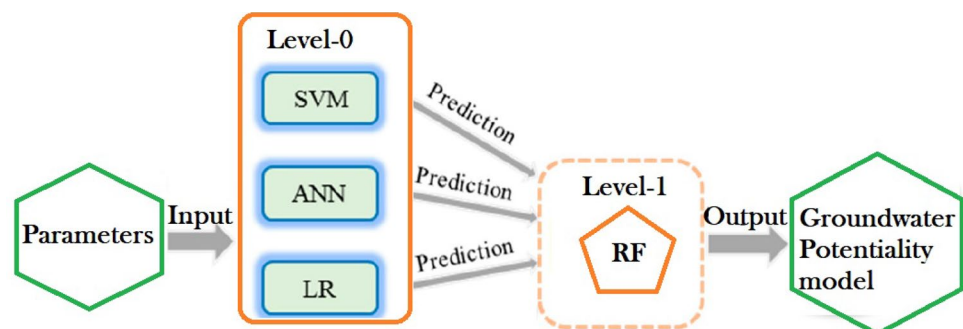 Level-0
SVM
ANN
LR
Parameters
Input
Prediction
Prediction
Prediction
Level-1
RF
Output
Groundwater
Potentiality
model